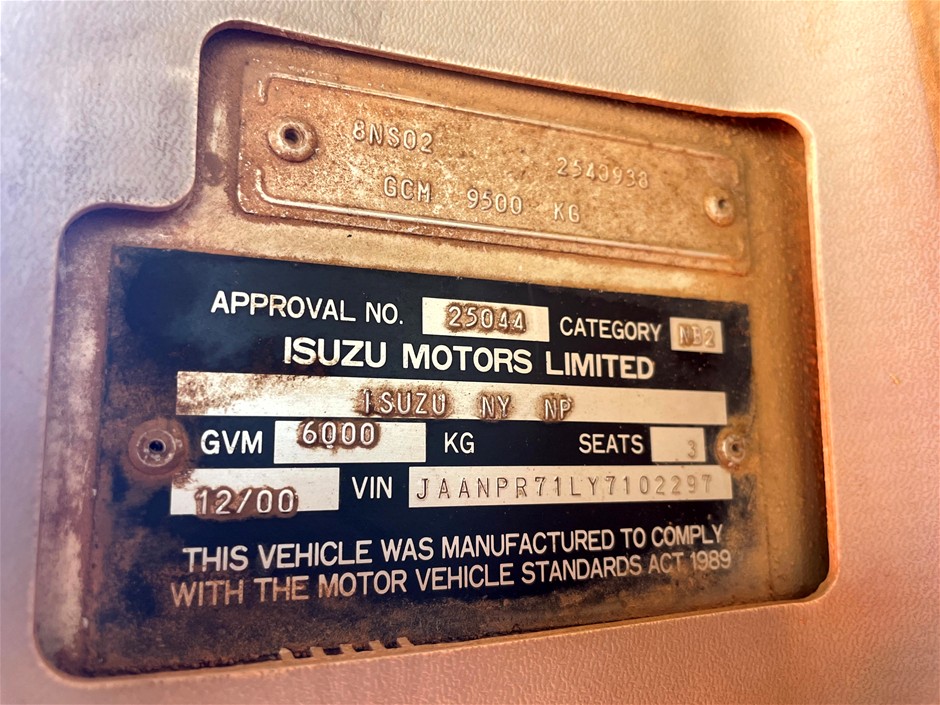 8NS02 2540938
GCM 9500 KG
APPROVAL NO. 25044 CATEGORY NB2
ISUZU MOTORS LIMITED
ISUZU NY NP
GVM 6000 KG SEATS 3
12/00 VIN JAANPR71LY7102297
THIS VEHICLE WAS MANUFACTURED TO COMPLY
WITH THE MOTOR VEHICLE STANDARDS ACT 1989